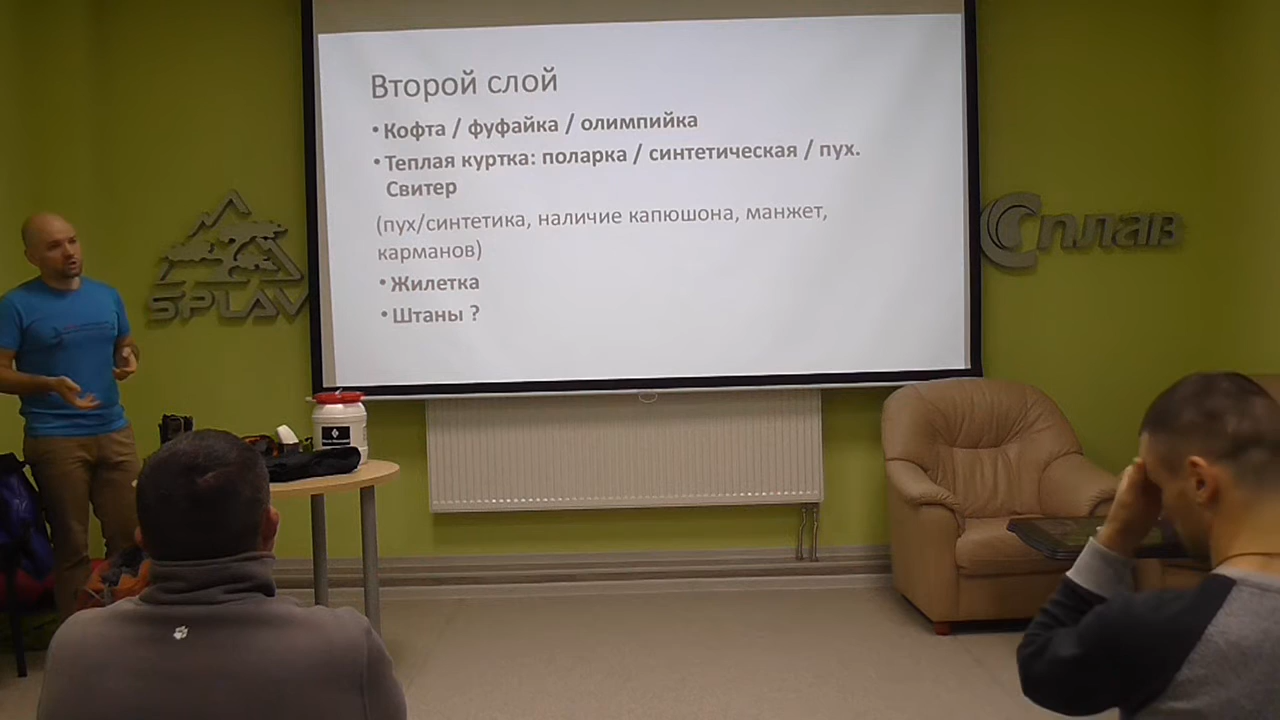 Второй слой
• Кофта / фуфайка / олимпийка
• Теплая куртка: поларка / синтетическая / пух.
Свитер
(пух/синтетика, наличие капюшона, манжет,
карманов)
• Жилетка
• Штаны ?
SPLAV
Сплав